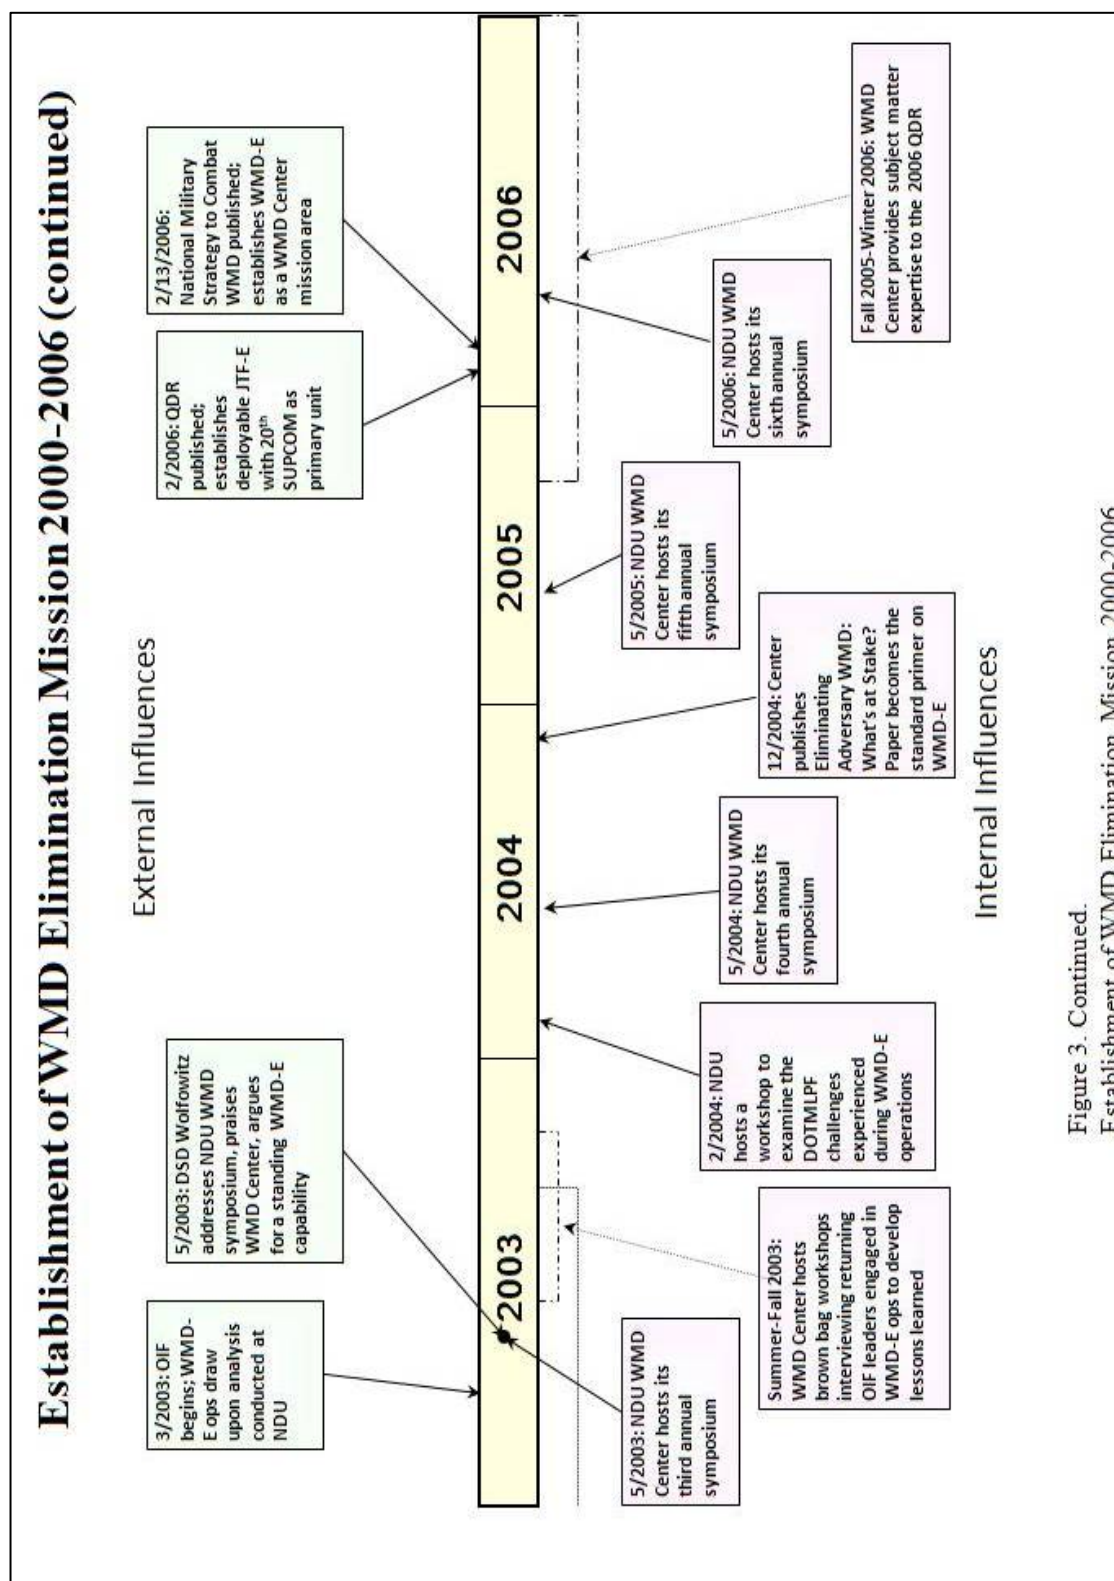 Establishment of WMD Elimination Mission 2000-2006 (continued)
External Influences
3/2003: OIF
begins; WMD-
E ops draw
upon analysis
conducted at
NDU
5/2003: DSD Wolfowitz
addresses NDU WMD
symposium, praises
WMD Center, argues
for a standing WMD-E
capability
2/2006: QDR
published;
establishes
deployable JTF-E
with 20th
SUPCOM as
primary unit
2/13/2006:
National Military
Strategy to Combat
WMD published;
establishes WMD-E
as a WMD Center
mission area
2003
2004
2005
2006
5/2003: NDU WMD
Center hosts its
third annual
symposium
Summer-Fall 2003:
WMD Center hosts
brown bag workshops
interviewing returning
OIF leaders engaged in
WMD-E ops to develop
lessons learned
2/2004: NDU
hosts a
workshop to
examine the
DOTMLPF
challenges
experienced
during WMD-E
operations
5/2004: NDU WMD
Center hosts its
fourth annual
symposium
12/2004: Center
publishes
Eliminating
Adversary WMD:
What's at Stake?
Paper becomes the
standard primer on
WMD-E
5/2005: NDU WMD
Center hosts its
fifth annual
symposium
5/2006: NDU WMD
Center hosts its
sixth annual
symposium
Fall 2005-Winter 2006: WMD
Center provides subject matter
expertise to the 2006 QDR
Internal Influences
Figure 3. Continued.
Establishment of WMD Elimination Mission 2000-2006